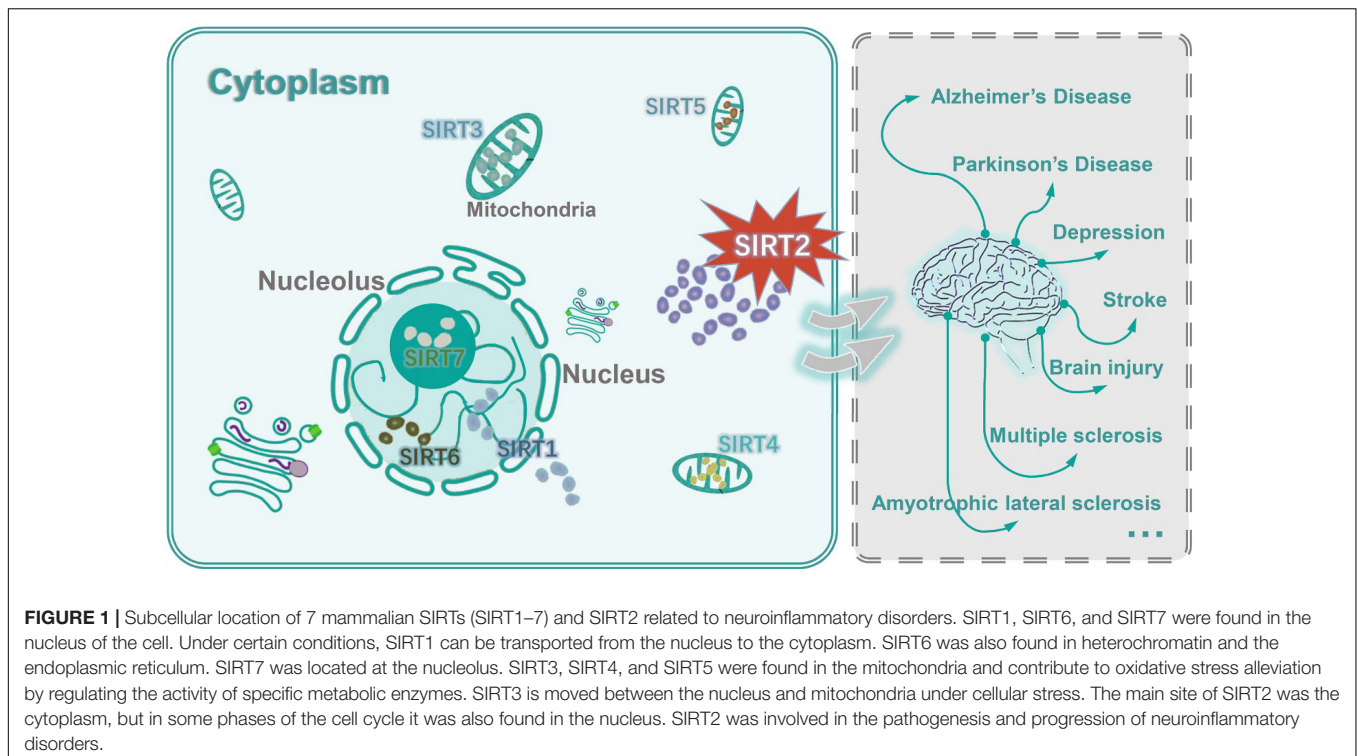 Cytoplasm
SIRT3
SIRT5
Mitochondria
SIRT2
Nucleolus
SIRT7
Nucleus
SIRT6
SIRT1
SIRT4
Alzheimer's Disease
Parkinson's Disease
Depression
Stroke
Brain injury
Multiple sclerosis
Amyotrophic lateral sclerosis
...
FIGURE 1 | Subcellular location of 7 mammalian SIRTs (SIRT1–7) and SIRT2 related to neuroinflammatory disorders. SIRT1, SIRT6, and SIRT7 were found in the
nucleus of the cell. Under certain conditions, SIRT1 can be transported from the nucleus to the cytoplasm. SIRT6 was also found in heterochromatin and the
endoplasmic reticulum. SIRT7 was located at the nucleolus. SIRT3, SIRT4, and SIRT5 were found in the mitochondria and contribute to oxidative stress alleviation
by regulating the activity of specific metabolic enzymes. SIRT3 is moved between the nucleus and mitochondria under cellular stress. The main site of SIRT2 was the
cytoplasm, but in some phases of the cell cycle it was also found in the nucleus. SIRT2 was involved in the pathogenesis and progression of neuroinflammatory
disorders.